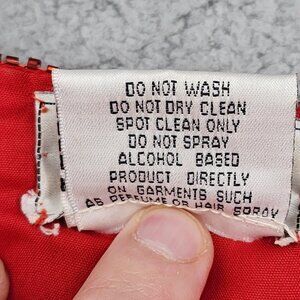 DO NOT WASH
DO NOT DRY CLEAN
SPOT CLEAN ONLY
DO NOT SPRAY
ALCOHOL BASED
PRODUCT DIRECTLY
ON GARMENTS SUCH
AS PERFUME OR HAIR SPRAY